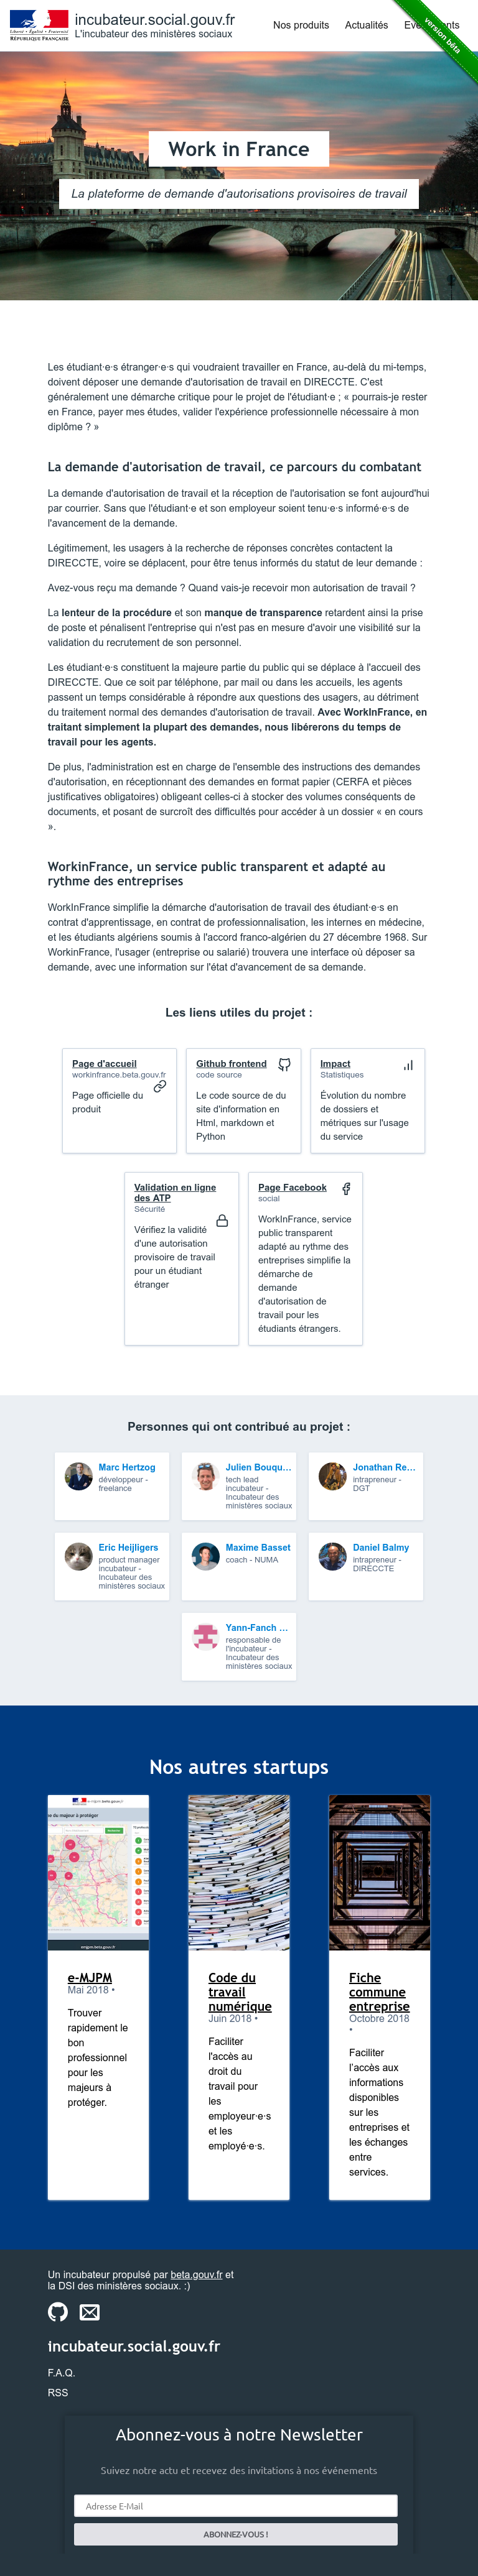 incubateur.social.gouv.fr
L'incubateur des ministères sociaux
Liberté • Égalité • Fraternité
RÉPUBLIQUE FRANÇAISE
Nos produits
Actualités
version bêta
Work in France
La plateforme de demande d'autorisations provisoires de travail
Les étudiant·e·s étranger·e·s qui voudraient travailler en France, au-delà du mi-temps,
doivent déposer une demande d'autorisation de travail en DIRECCTE. C'est
généralement une démarche critique pour le projet de l'étudiant·e ; « pourrais-je rester
en France, payer mes études, valider l'expérience professionnelle nécessaire à mon
diplôme ? »
La demande d'autorisation de travail, ce parcours du combatant
La demande d'autorisation de travail et la réception de l'autorisation se font aujourd'hui
par courrier. Sans que l'étudiant·e et son employeur soient tenu·e·s informé·e·s de
l'avancement de la demande.
Légitimement, les usagers à la recherche de réponses concrètes contactent la
DIRECCTE, voire se déplacent, pour être tenus informés du statut de leur demande :
Avez-vous reçu ma demande ? Quand vais-je recevoir mon autorisation de travail ?
La lenteur de la procédure et son manque de transparence retardent ainsi la prise
de poste et pénalisent l'entreprise qui n'est pas en mesure d'avoir une visibilité sur la
validation du recrutement de son personnel.
Les étudiant·e·s constituent la majeure partie du public qui se déplace à l'accueil des
DIRECCTE. Que ce soit par téléphone, par mail ou dans les accueils, les agents
passent un temps considérable à répondre aux questions des usagers, au détriment
du traitement normal des demandes d'autorisation de travail. Avec WorkInFrance, en
traitant simplement la plupart des demandes, nous libérerons du temps de
travail pour les agents.
De plus, l'administration est en charge de l'ensemble des instructions des demandes
d'autorisation, en réceptionnant des demandes en format papier (CERFA et pièces
justificatives obligatoires) obligeant celles-ci à stocker des volumes conséquents de
documents, et posant de surcroît des difficultés pour accéder à un dossier « en cours
».
WorkinFrance, un service public transparent et adapté au
rythme des entreprises
WorkInFrance simplifie la démarche d'autorisation de travail des étudiant·e·s en
contrat d'apprentissage, en contrat de professionnalisation, les internes en médecine,
et les étudiants algériens soumis à l'accord franco-algérien du 27 décembre 1968. Sur
WorkinFrance, l'usager (entreprise ou salarié) trouvera une interface où déposer sa
demande, avec une information sur l'état d'avancement de sa demande.
Les liens utiles du projet :
Page d'accueil
workinfrance.beta.gouv.fr
Page officielle du
produit
Github frontend
code source
Le code source de du
site d'information en
Html, markdown et
Python
Impact
Statistiques
Évolution du nombre
de dossiers et
métriques sur l'usage
du service
Validation en ligne
des ATP
Sécurité
Vérifiez la validité
d'une autorisation
provisoire de travail
pour un étudiant
étranger
Page Facebook
social
WorkInFrance, service
public transparent
adapté au rythme des
entreprises simplifie la
démarche de
demande
d'autorisation de
travail pour les
étudiants étrangers.
Personnes qui ont contribué au projet :
Marc Hertzog
développeur -
freelance
Julien Bouqu…
tech lead
incubateur -
Incubateur des
ministères sociaux
Jonathan Re…
intrapreneur -
DGT
Eric Heijligers
product manager
incubateur -
Incubateur des
ministères sociaux
Maxime Basset
coach - NUMA
Daniel Balmy
intrapreneur -
DIRECCTE
Yann-Fanch …
responsable de
l'incubateur -
Incubateur des
ministères sociaux
Nos autres startups
e-MJPM
Mai 2018 •
Trouver
rapidement le
bon
professionnel
pour les
majeurs à
protéger.
Code du
travail
numérique
Juin 2018 •
Faciliter
l'accès au
droit du
travail pour
les
employeur·e·s
et les
employé·e·s.
Fiche
commune
entreprise
Octobre 2018
•
Faciliter
l'accès aux
informations
disponibles
sur les
entreprises et
les échanges
entre
services.
Un incubateur propulsé par beta.gouv.fr et
la DSI des ministères sociaux. :)
incubateur.social.gouv.fr
F.A.Q.
RSS
Abonnez-vous à notre Newsletter
Suivez notre actu et recevez des invitations à nos événements
Adresse E-Mail
ABONNEZ-VOUS !